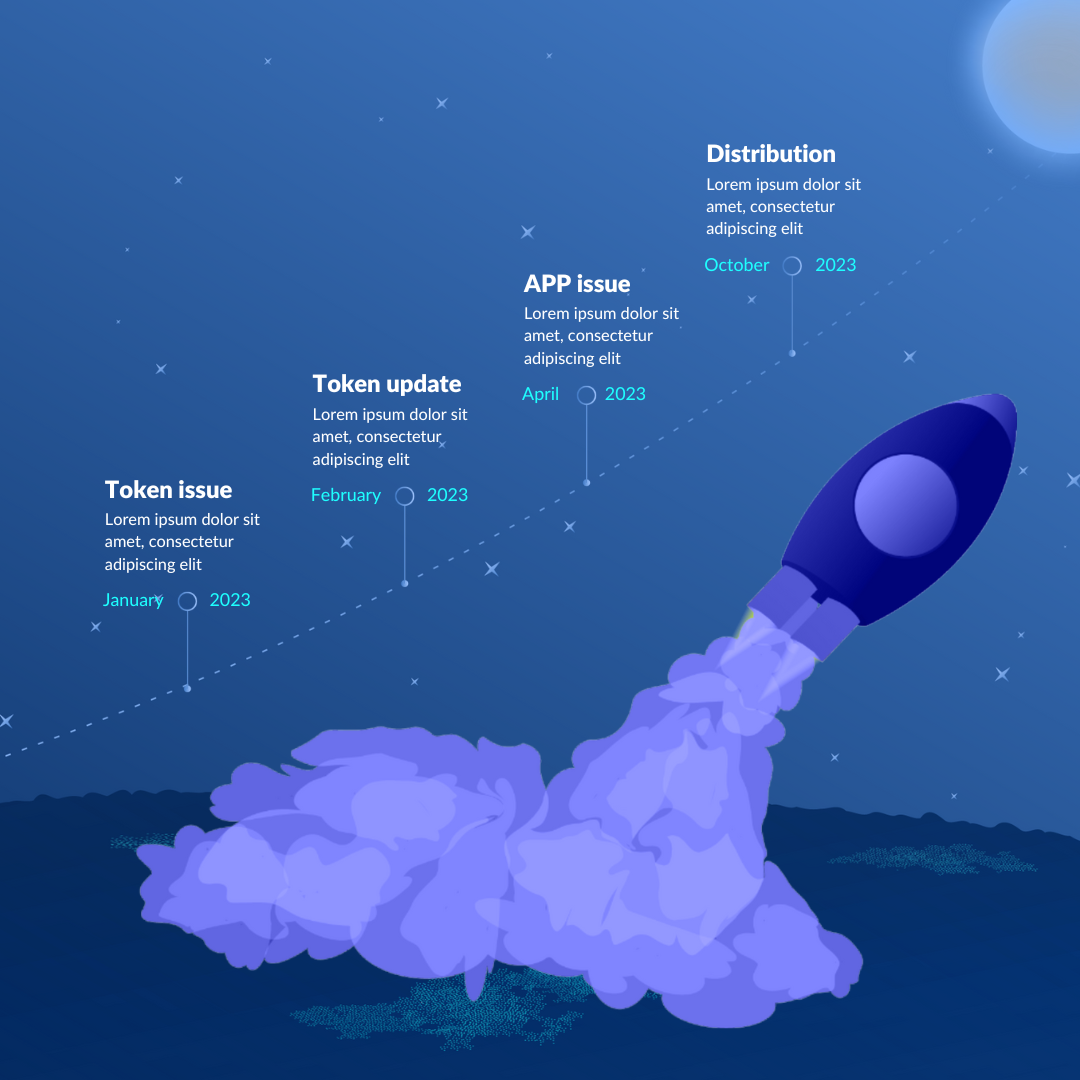 Distribution
Lorem ipsum dolor sit
amet, consectetur
adipiscing elit
October 2023
APP issue
Lorem ipsum dolor sit
amet, consectetur
adipiscing elit
April 2023
Token update
Lorem ipsum dolor sit
amet, consectetur
adipiscing elit
February 2023
Token issue
Lorem ipsum dolor sit
amet, consectetur
adipiscing elit
January 2023